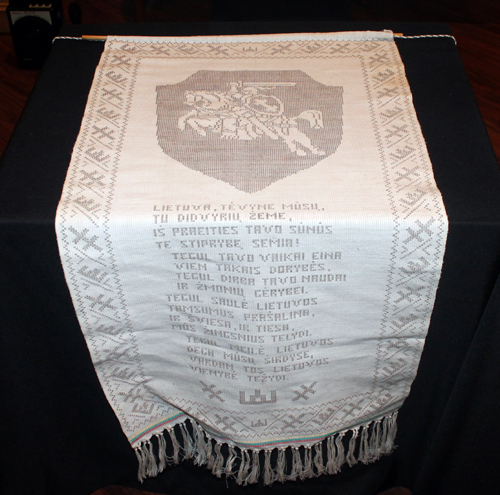 LIETUVA, TĖVYNE MŪSŲ,
TU DIDVYRIŲ ŽEME,
IŠ PRAEITIES TAVO SŪNŪS
TE STIPRYBĘ SEMIA!
TEGUL TAVO VAIKAI EINA
VIEN TAKAIS DORYBĖS,
TEGUL DIRBA TAVO NAUDAI
IR ŽMONIŲ GĖRYBEI.
TEGUL SAULĖ LIETUVOS
TAMSUMUS PRAŠALINA,
IR ŠVIESA, IR TIESA,
MŪS ŽINGSNIUS TELYDI.
TEGUL MEILĖ LIETUVOS
DEGA MŪSŲ ŠIRDYSE,
VARDAN TOS LIETUVOS
VIENYBĖ TEŽYDI.